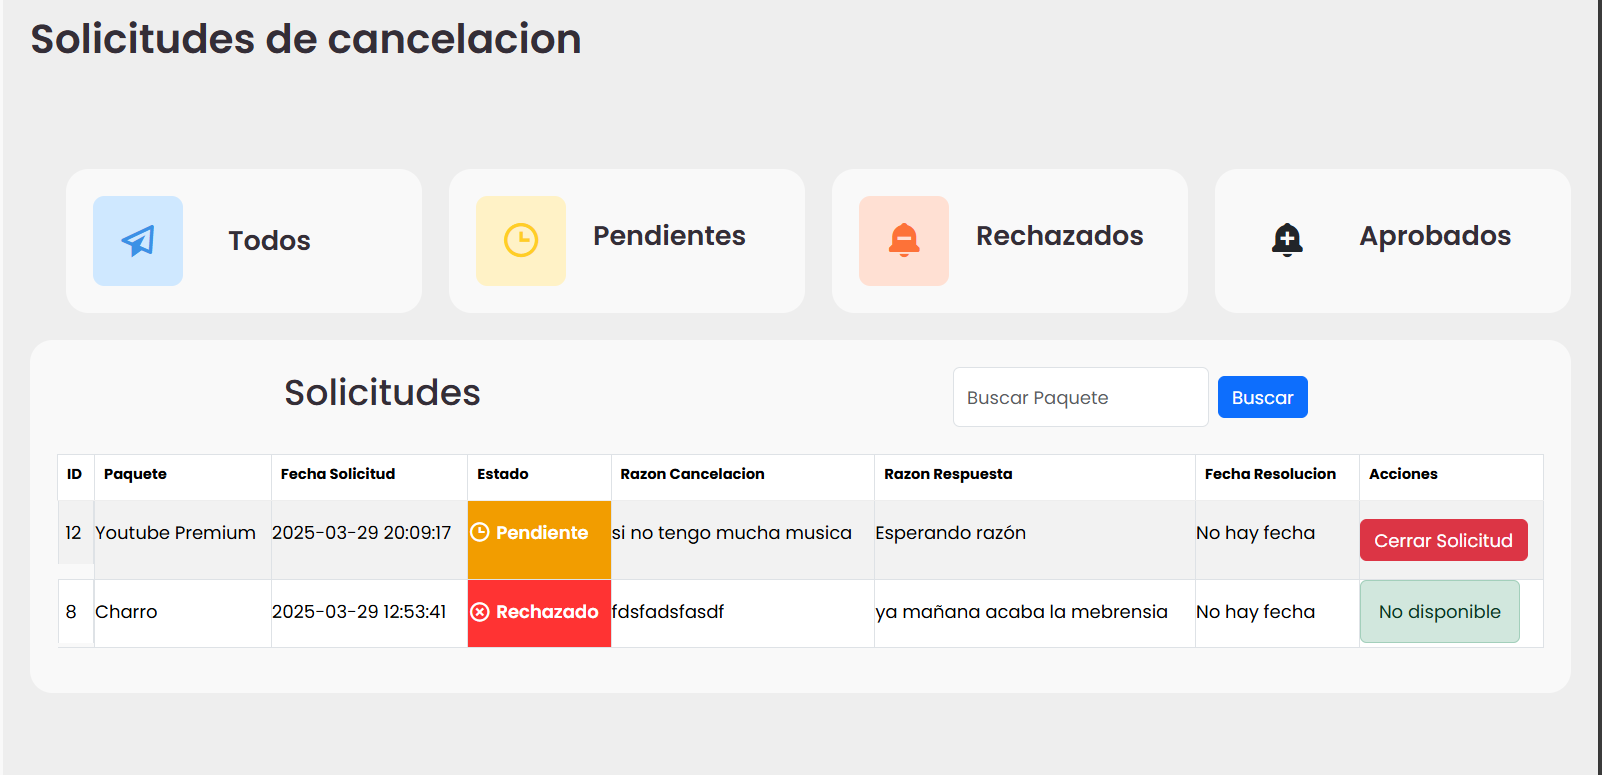 Solicitudes de cancelacion
Todos
Pendientes
Rechazados
Aprobados
Solicitudes
Buscar Paquete
Buscar
ID Paquete Fecha Solicitud Estado Razon Cancelacion Razon Respuesta Fecha Resolucion Acciones
12 Youtube Premium 2025-03-29 20:09:17 Pendiente si no tengo mucha musica Esperando razón No hay fecha Cerrar Solicitud
8 Charro 2025-03-29 12:53:41 Rechazado fdsfadsfasdf ya mañana acaba la mebrensia No hay fecha No disponible